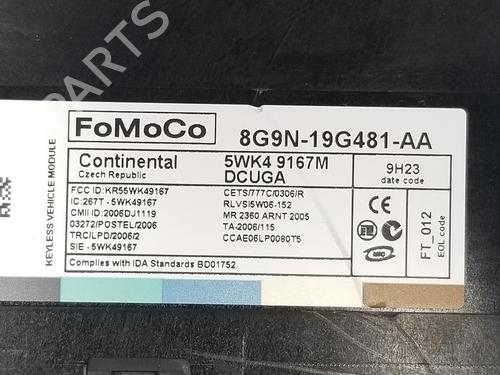 PARTS
KEYLESS VEHICLE MODULE
FoMoCo
8G9N-19G481-AA
Continental
Czech Republic
5WK4 9167M
DCUGA
9H23
date code
FCC ID: KR55WK49167
IC:267T - 5WK49167
CMII ID:2006DJ1119
03272/POSTEL/2006
TRC/LPD/2006/2
SIE - 5WK49167
CETS/777C/0306/R
RLVSI5W06-152
MR 2360 ARNT 2005
TA-2006/115
CCAE06LP0080T5
Complies with IDA Standards BD01752
FT_012
EOL code